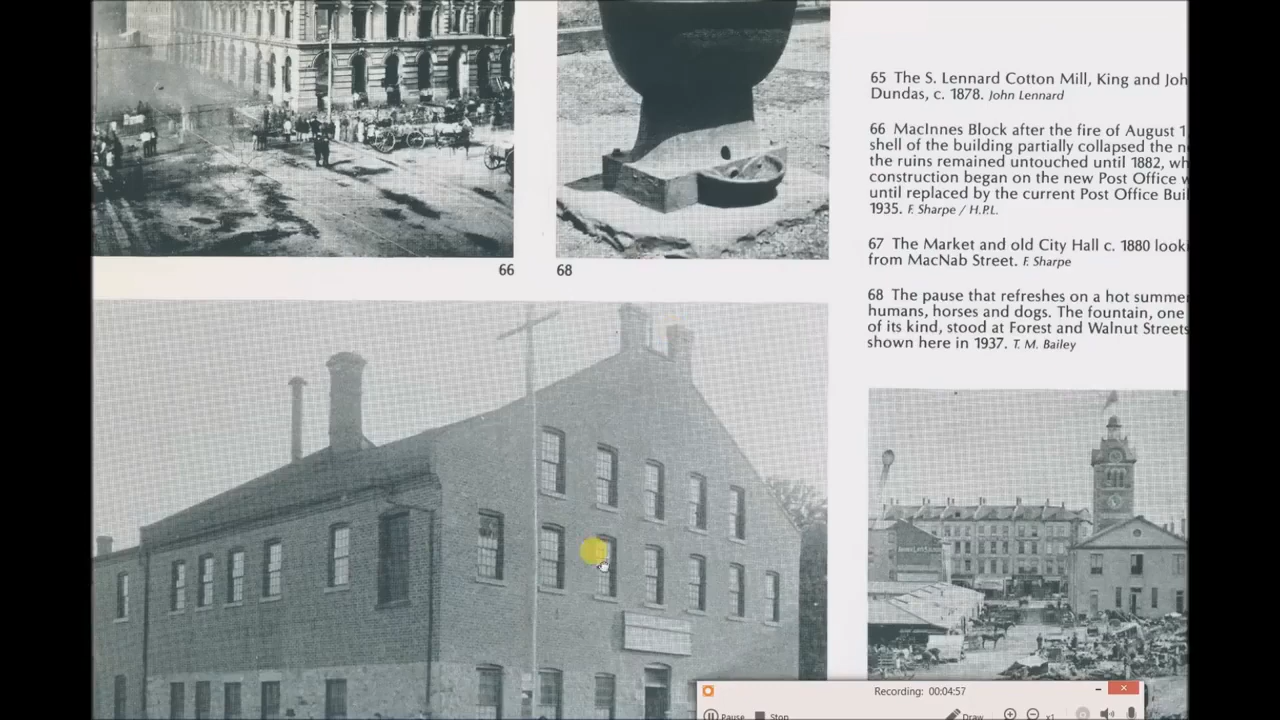 65 The S. Lennard Cotton Mill, King and Joh
Dundas, c. 1878. John Lennard
66 MacInnes Block after the fire of August 1
shell of the building partially collapsed the n
the ruins remained untouched until 1882, wh
construction began on the new Post Office w
until replaced by the current Post Office Buil
1935. F. Sharpe / H.P.L.
67 The Market and old City Hall c. 1880 look
from MacNab Street. F. Sharpe
68 The pause that refreshes on a hot summe
humans, horses and dogs. The fountain, one
of its kind, stood at Forest and Walnut Streets
shown here in 1937. T. M. Bailey
66
68
Recording: 00:04:57
Pause Stop Draw x1